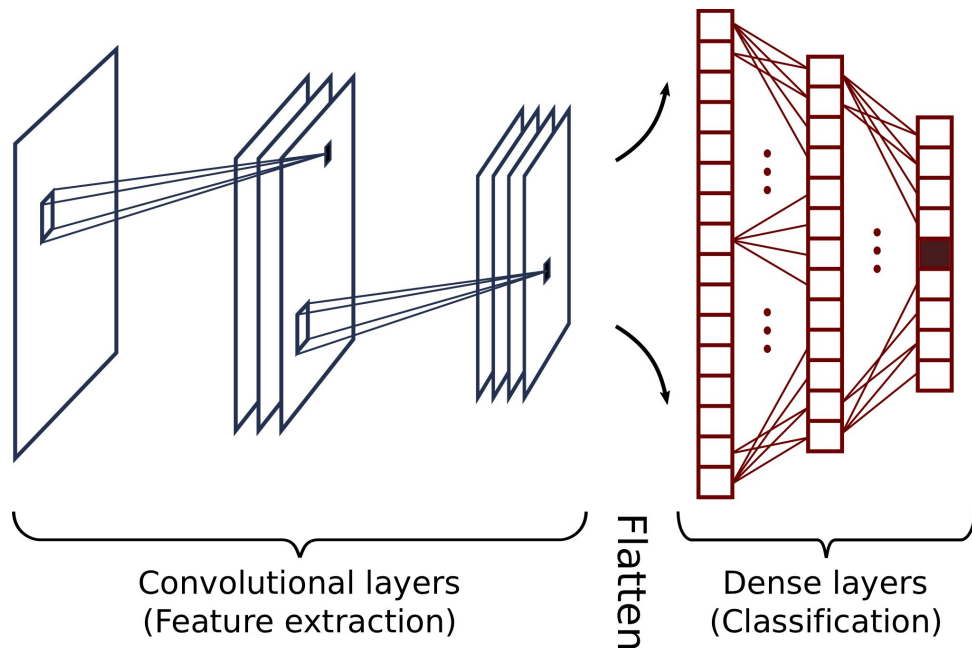 Convolutional layers
(Feature extraction)
Flatten
Dense layers
(Classification)